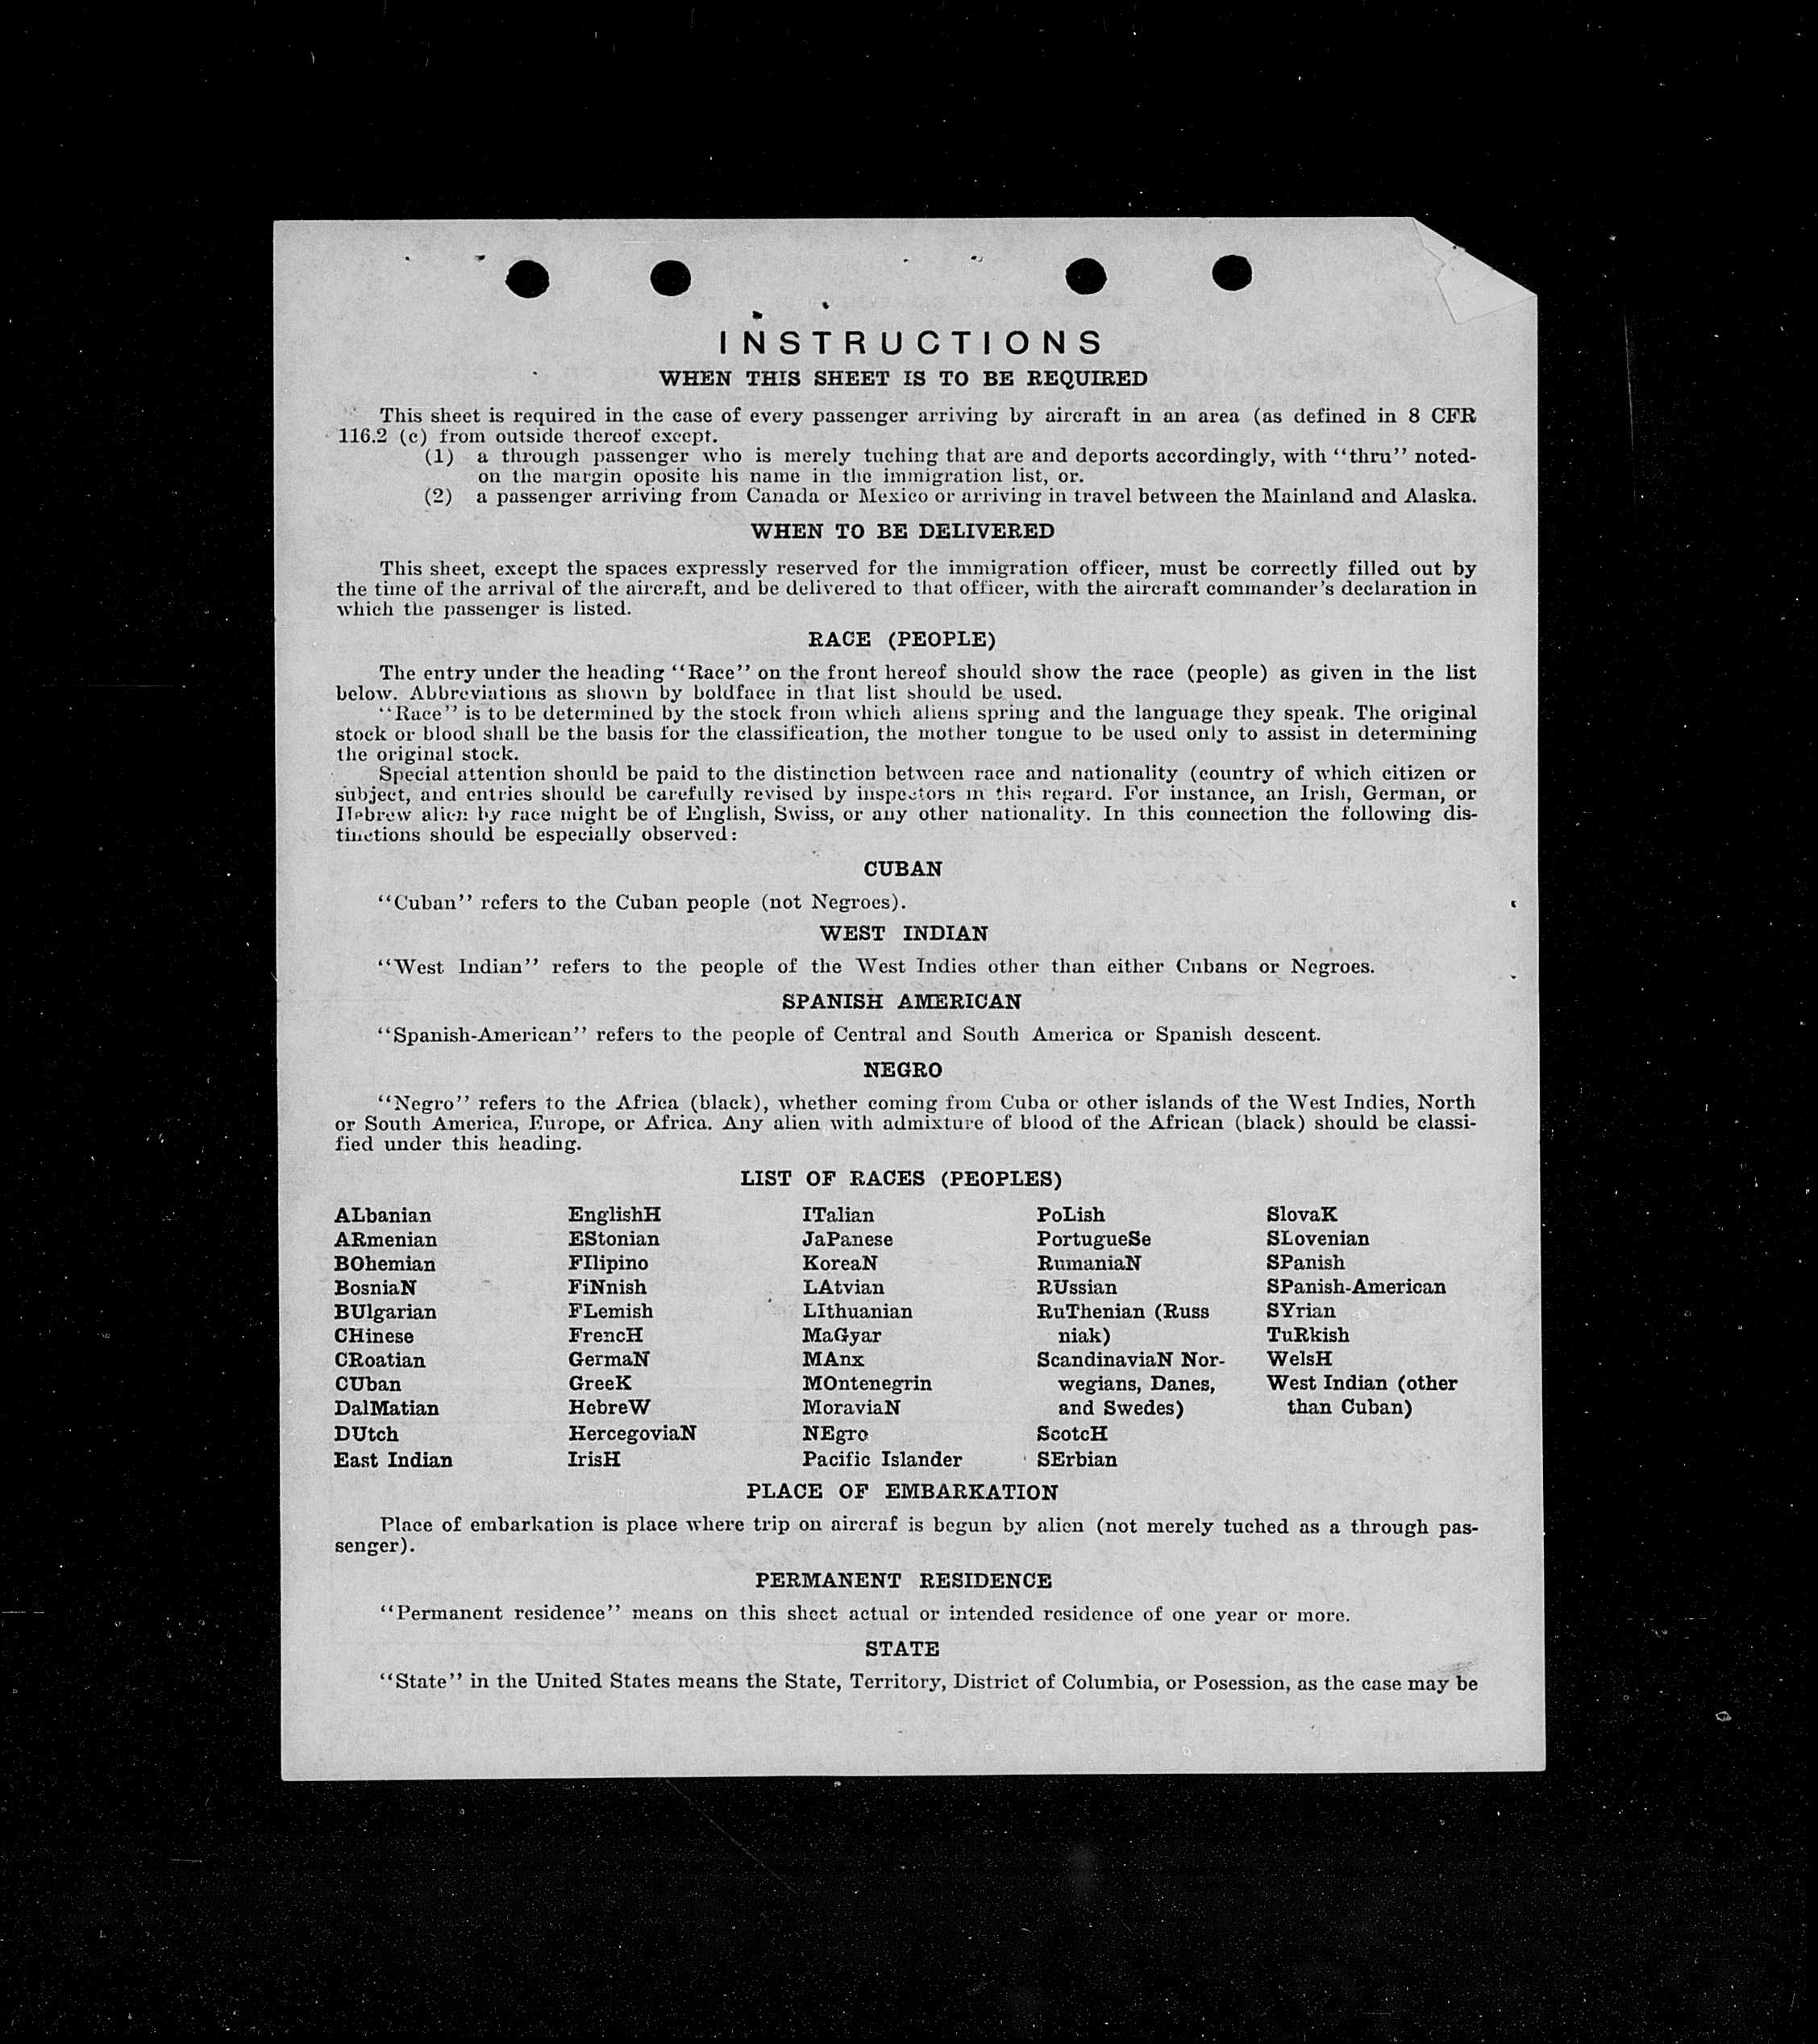 INSTRUCTIONS
WHEN THIS SHEET IS TO BE REQUIRED
This sheet is required in the case of every passenger arriving by aircraft in an area (as defined in 8 CFR
116.2 (c) from outside thereof except.
(1) a through passenger who is merely tuching that are and deports accordingly, with "thru" noted-
on the margin oposite his name in the immigration list, or.
(2) a passenger arriving from Canada or Mexico or arriving in travel between the Mainland and Alaska.
WHEN TO BE DELIVERED
This sheet, except the spaces expressly reserved for the immigration officer, must be correctly filled out by
the time of the arrival of the aircraft, and be delivered to that officer, with the aircraft commander's declaration in
which the passenger is listed.
RACE (PEOPLE)
The entry under the heading "Race" on the front hereof should show the race (people) as given in the list
below. Abbreviations as shown by boldface in that list should be used.
"Race" is to be determined by the stock from which aliens spring and the language they speak. The original
stock or blood shall be the basis for the classification, the mother tongue to be used only to assist in determining
the original stock.
Special attention should be paid to the distinction between race and nationality (country of which citizen or
subject, and entries should be carefully revised by inspectors in this regard. For instance, an Irish, German, or
Hebrew alien by race might be of English, Swiss, or any other nationality. In this connection the following dis-
tinctions should be especially observed:
CUBAN
"Cuban" refers to the Cuban people (not Negroes).
WEST INDIAN
"West Indian" refers to the people of the West Indies other than either Cubans or Negroes.
SPANISH AMERICAN
"Spanish-American" refers to the people of Central and South America or Spanish descent.
NEGRO
"Negro" refers to the Africa (black), whether coming from Cuba or other islands of the West Indies, North
or South America, Europe, or Africa. Any alien with admixture of blood of the African (black) should be classi-
fied under this heading.
LIST OF RACES (PEOPLES)
ALbanian EnglishH ITalian PoLish SlovaK
ARmenian EStonian JaPanese PortugueSe SLovenian
BOhemian FIlipino KoreaN RumaniaN SPanish
BosniaN FiNnish LAtvian RUssian SPanish-American
BUlgarian FLemish LIthuanian RuThenian (Russ SYrian
CHinese FrencH MaGyar niak) TuRkish
CRoatian GermaN MAnx ScandinaviaN Nor- WelsH
CUban GreeK MOntenegrin wegians, Danes, West Indian (other
DalMatian HebreW MoraviaN and Swedes) than Cuban)
DUtch HercegoviaN NEgro ScotcH
East Indian IrisH Pacific Islander SErbian
PLACE OF EMBARKATION
Place of embarkation is place where trip on aircraf is begun by alien (not merely tuched as a through pas-
senger).
PERMANENT RESIDENCE
"Permanent residence" means on this sheet actual or intended residence of one year or more.
STATE
"State" in the United States means the State, Territory, District of Columbia, or Posession, as the case may be